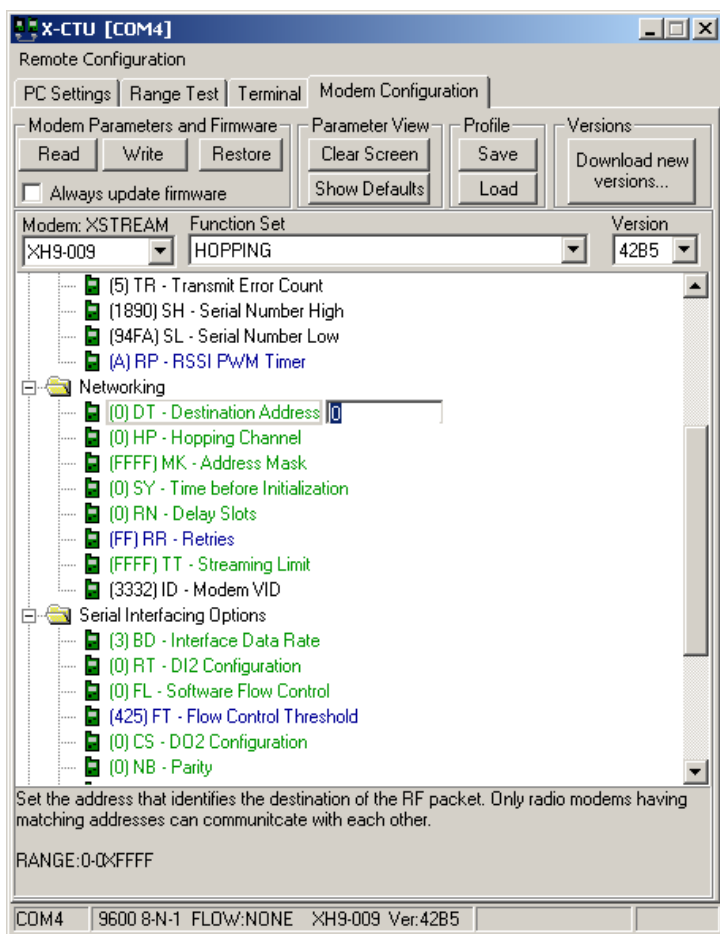 X-CTU [COM4]
Remote Configuration
PC Settings Range Test Terminal Modem Configuration
Modem Parameters and Firmware Parameter View Profile Versions
Read Write Restore Clear Screen Save Download new versions...
Always update firmware Show Defaults Load
Modem: XSTREAM Function Set Version
XH9-009 HOPPING 42B5
(5) TR - Transmit Error Count
(1890) SH - Serial Number High
(94FA) SL - Serial Number Low
(A) RP - RSSI PWM Timer
Networking
(0) DT - Destination Address 0
(0) HP - Hopping Channel
(FFFF) MK - Address Mask
(0) SY - Time before Initialization
(0) RN - Delay Slots
(FF) RR - Retries
(FFFF) TT - Streaming Limit
(3332) ID - Modem VID
Serial Interfacing Options
(3) BD - Interface Data Rate
(0) RT - DI2 Configuration
(0) FL - Software Flow Control
(425) FT - Flow Control Threshold
(0) CS - DO2 Configuration
(0) NB - Parity
Set the address that identifies the destination of the RF packet. Only radio modems having
matching addresses can communitcate with each other.
RANGE:0-0XFFFF
COM4 9600 8-N-1 FLOW:NONE XH9-009 Ver:42B5